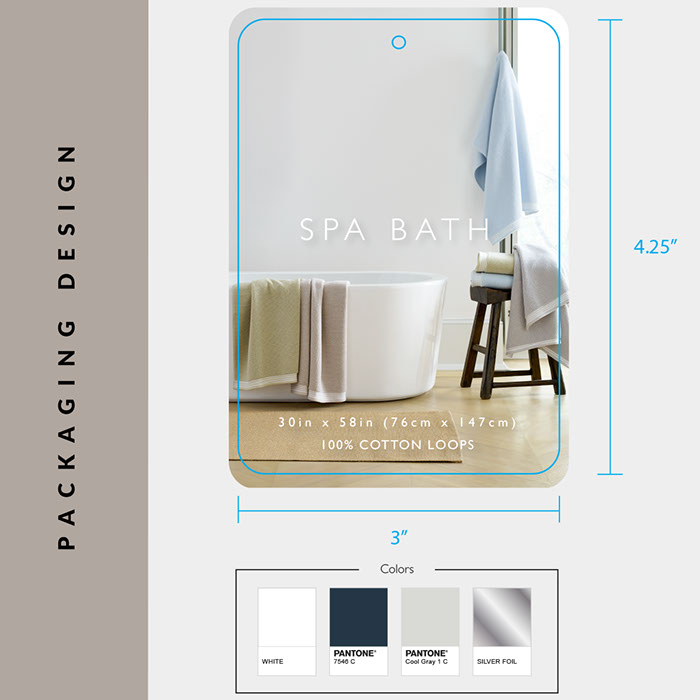 PACKAGING DESIGN
SPA BATH
30in x 58in (76cm x 147cm)
100% COTTON LOOPS
4.25”
3”
Colors
WHITE
PANTONE®
7546 C
PANTONE®
Cool Gray 1 C
SILVER FOIL